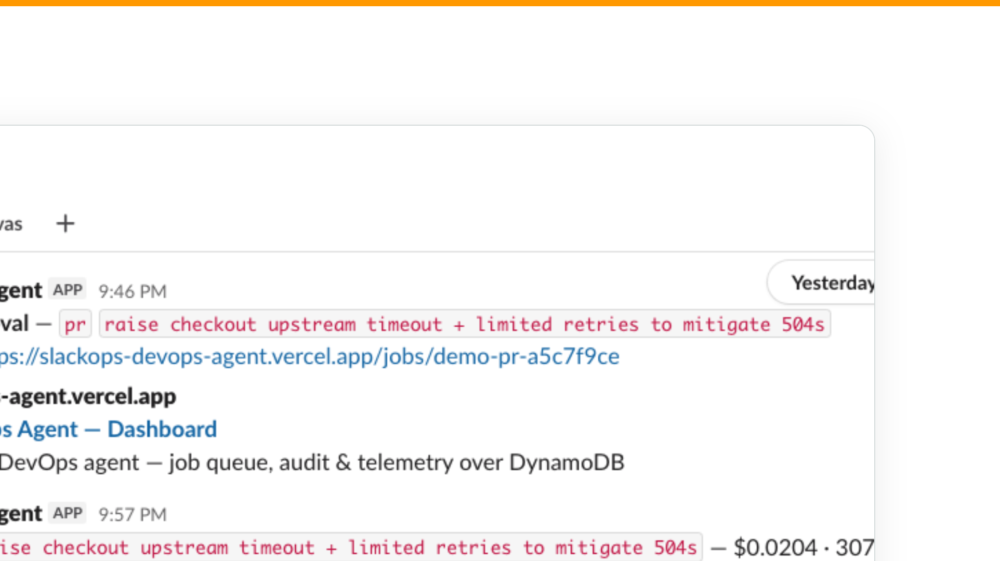 vas +
gent APP 9:46 PM
Yesterday
val — pr raise checkout upstream timeout + limited retries to mitigate 504s
ps://slackops-devops-agent.vercel.app/jobs/demo-pr-a5c7f9ce
-agent.vercel.app
s Agent — Dashboard
DevOps agent — job queue, audit & telemetry over DynamoDB
gent APP 9:57 PM
ise checkout upstream timeout + limited retries to mitigate 504s — $0.0204 · 307